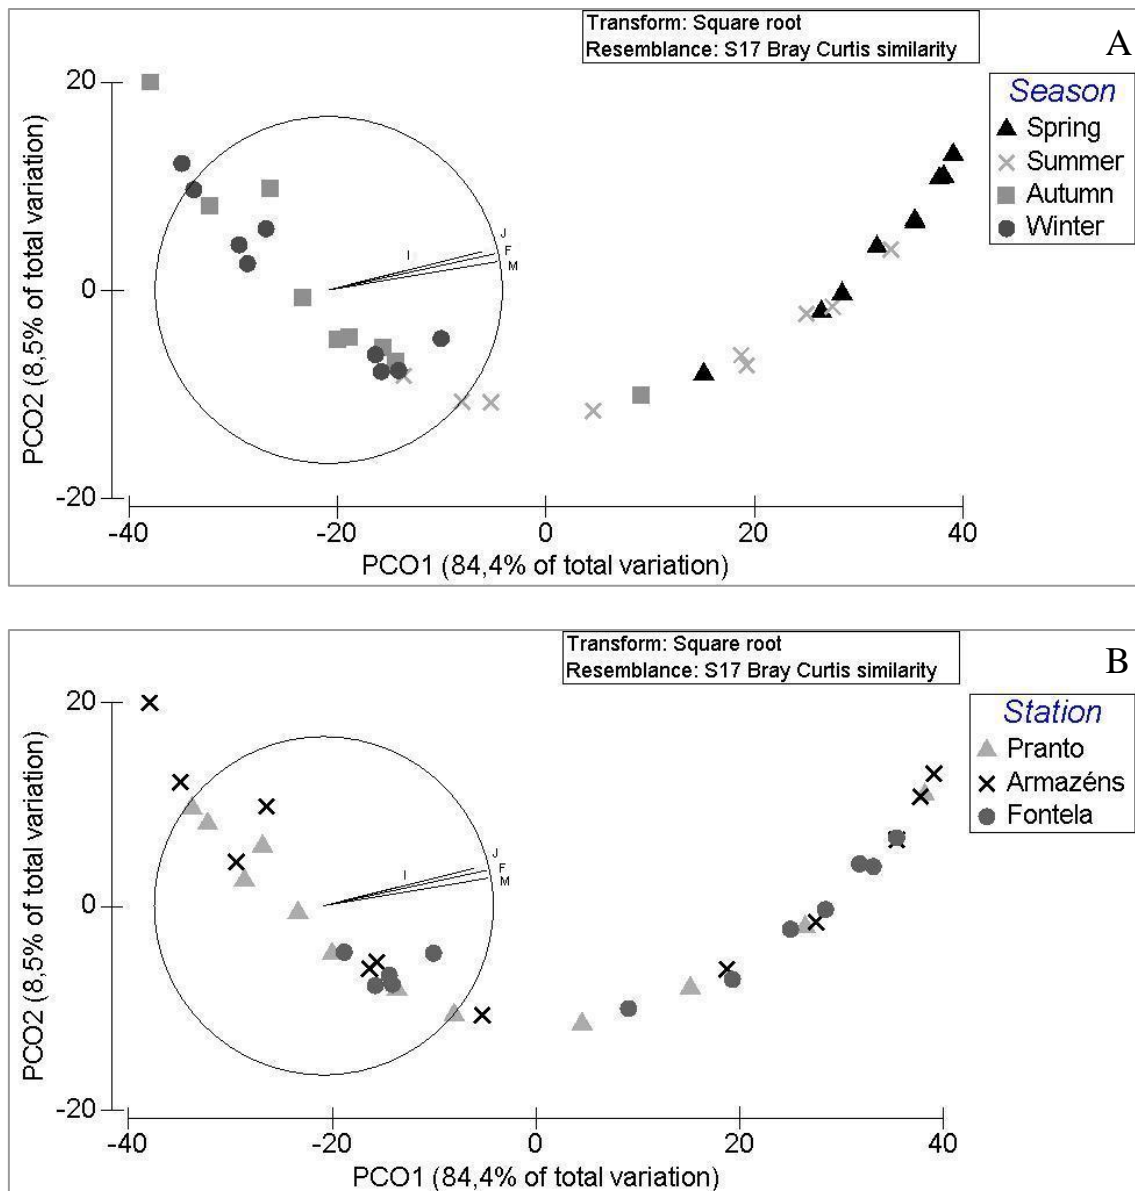 Transform: Square root
Resemblance: S17 Bray Curtis similarity
A
Season
Spring
Summer
Autumn
Winter
20
0
-20
PCO2 (8,5% of total variation)
J
I
F
M
-40
-20
0
20
40
PCO1 (84,4% of total variation)
Transform: Square root
Resemblance: S17 Bray Curtis similarity
B
Station
Pranto
Armazéns
Fontela
20
0
-20
PCO2 (8,5% of total variation)
J
I
F
M
-40
-20
0
20
40
PCO1 (84,4% of total variation)